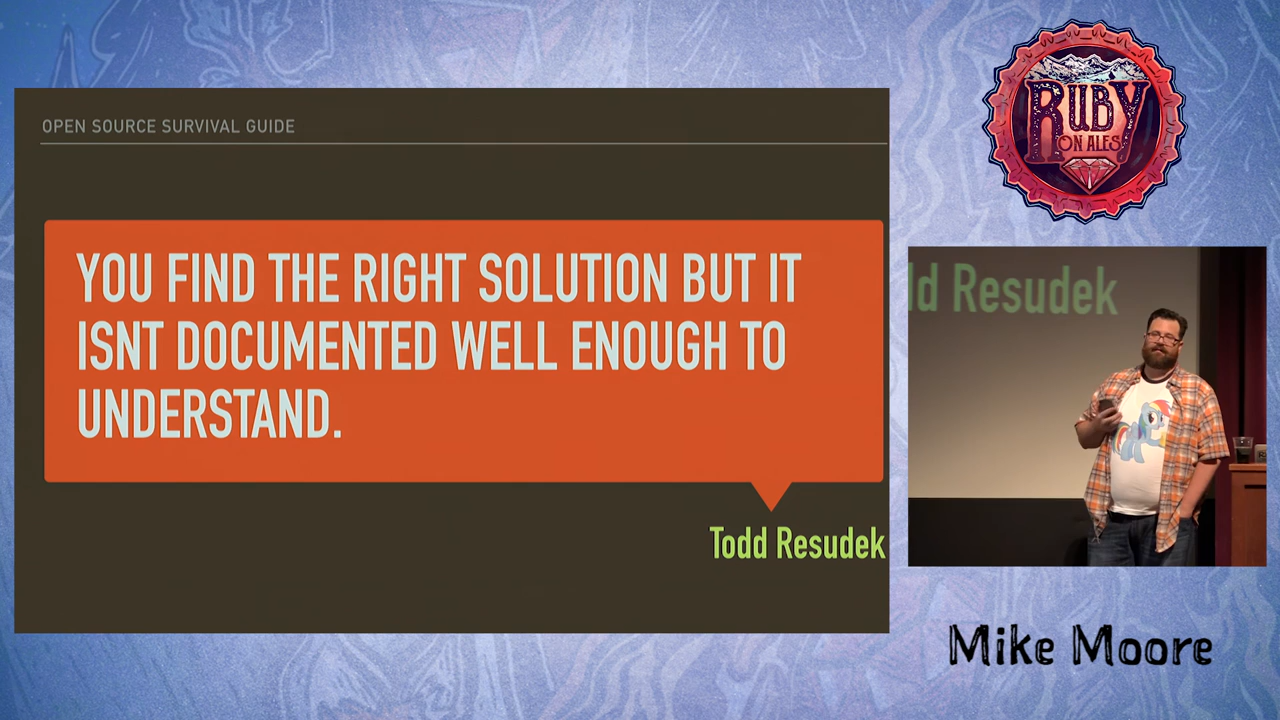 OPEN SOURCE SURVIVAL GUIDE
YOU FIND THE RIGHT SOLUTION BUT IT
ISNT DOCUMENTED WELL ENOUGH TO
UNDERSTAND.
Todd Resudek
RUBY
ON ALES
ld Resudek
Mike Moore